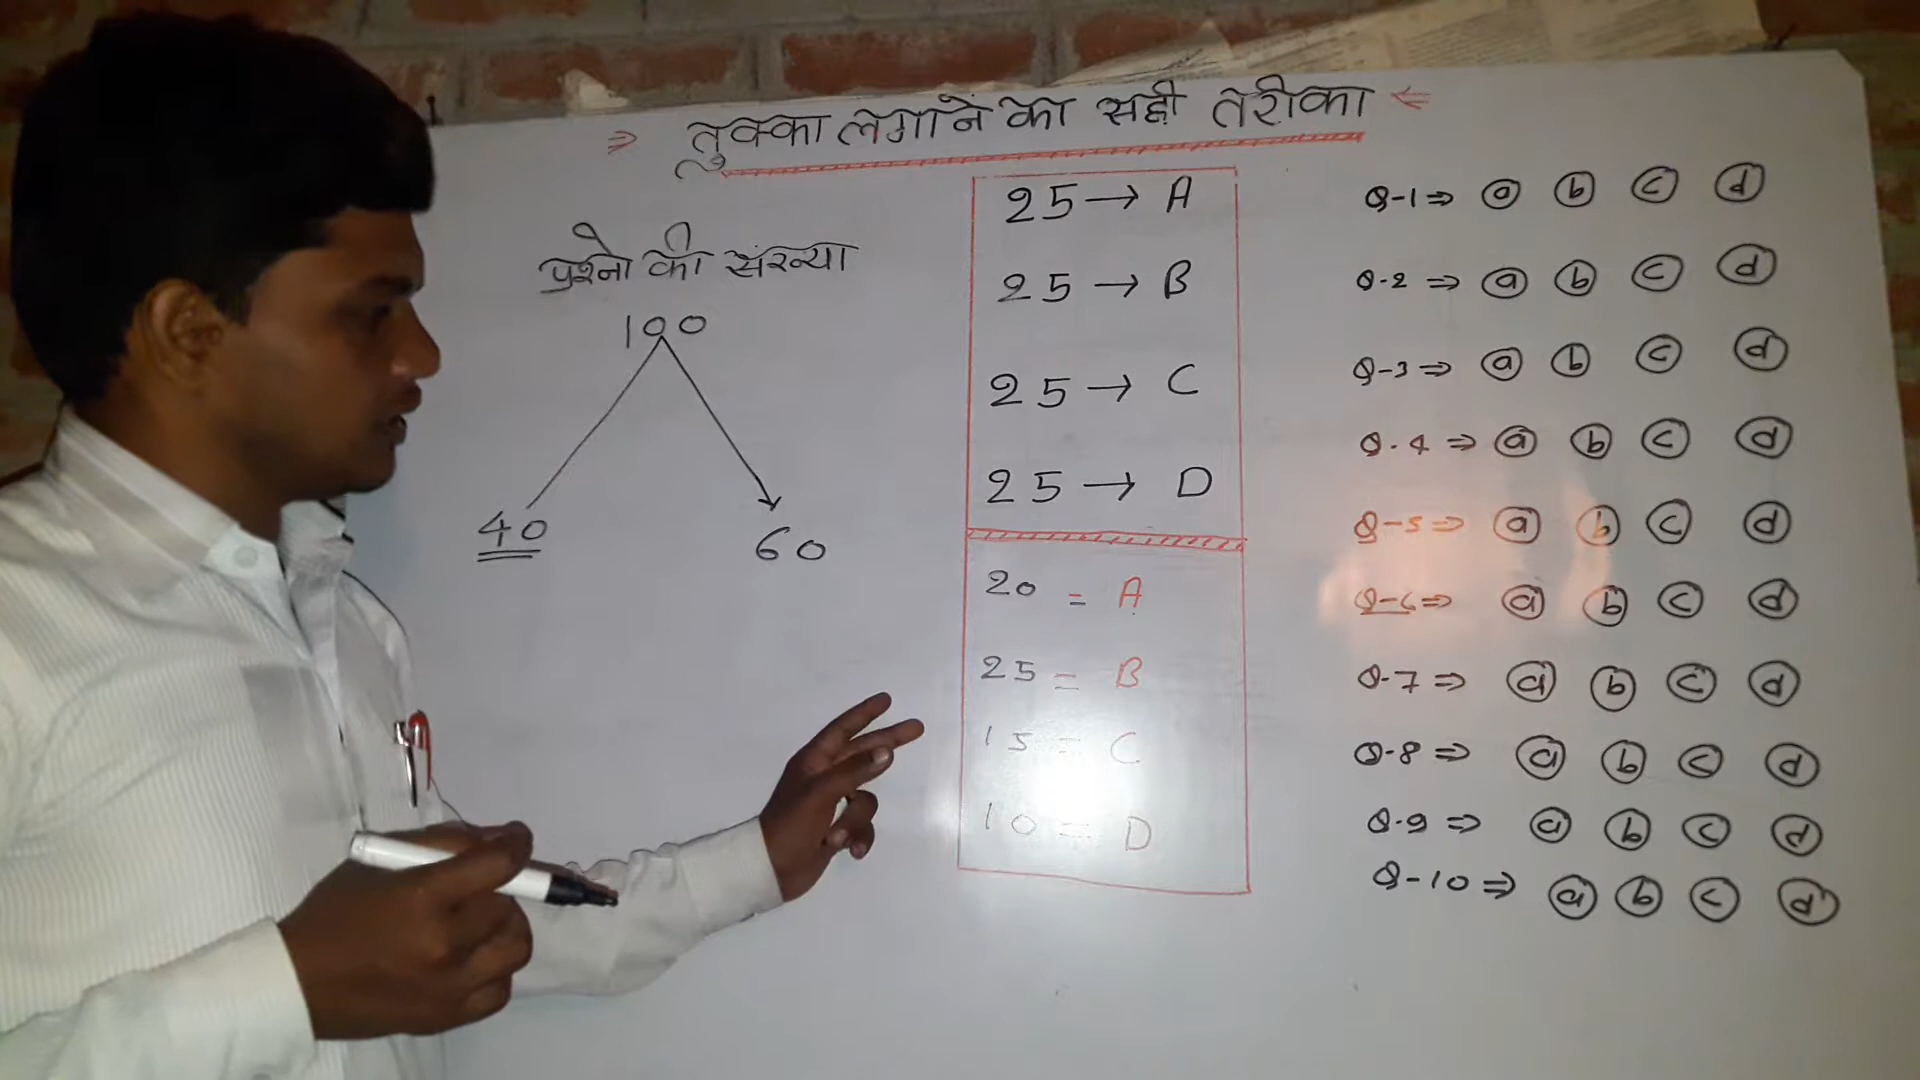 ⇒ तुक्का लगाने का सही तरीका ⇐
प्रश्नो की संख्या
100
40
60
25 → A
25 → B
25 → C
25 → D
20 = A
25 = B
15 = C
10 = D
Q-1 ⇒ a b c d
Q.2 ⇒ a b c d
Q-3 ⇒ a b c d
Q.4 ⇒ a b c d
Q-5 ⇒ a b c d
Q-6 ⇒ a b c d
Q-7 ⇒ a b c d
Q-8 ⇒ a b c d
Q.9 ⇒ a b c d
Q-10 ⇒ a b c d